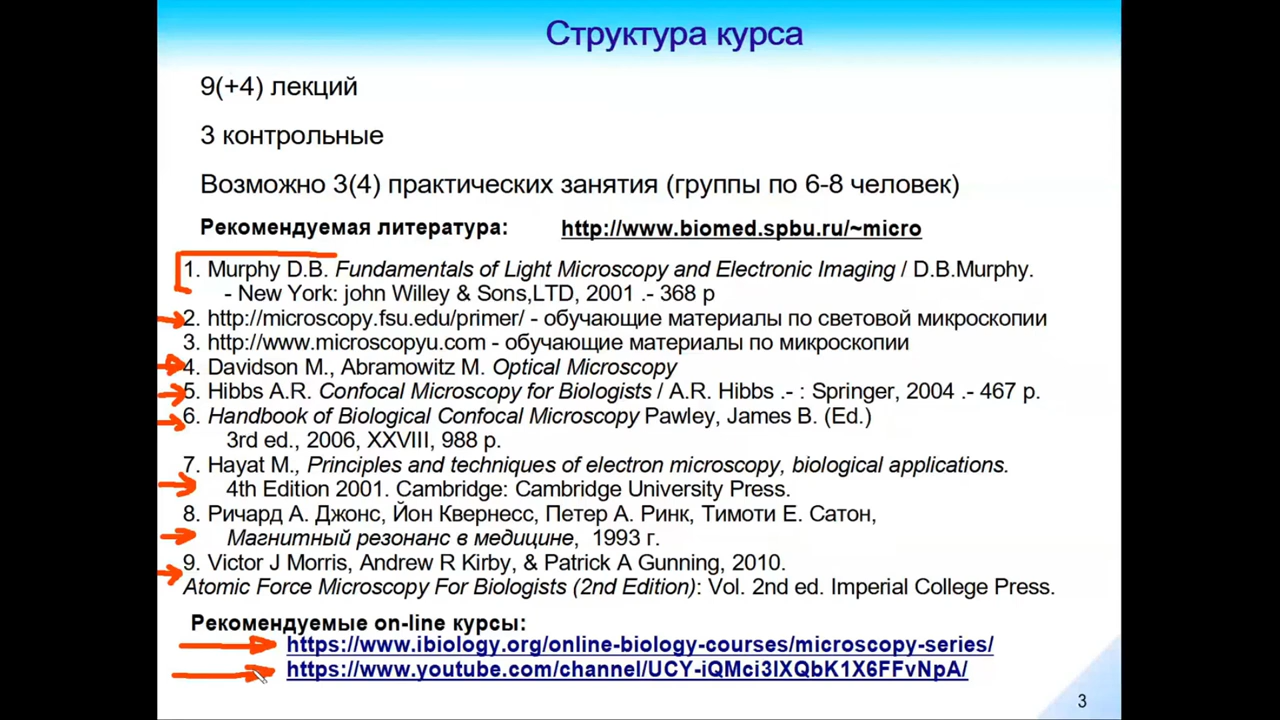 Структура курса
9(+4) лекций
3 контрольные
Возможно 3(4) практических занятия (группы по 6-8 человек)
Рекомендуемая литература: http://www.biomed.spbu.ru/~micro
1. Murphy D.B. Fundamentals of Light Microscopy and Electronic Imaging / D.B.Murphy.
- New York: john Willey & Sons,LTD, 2001 .- 368 p
2. http://microscopy.fsu.edu/primer/ - обучающие материалы по световой микроскопии
3. http://www.microscopyu.com - обучающие материалы по микроскопии
4. Davidson M., Abramowitz M. Optical Microscopy
5. Hibbs A.R. Confocal Microscopy for Biologists / A.R. Hibbs .- : Springer, 2004 .- 467 p.
6. Handbook of Biological Confocal Microscopy Pawley, James B. (Ed.)
3rd ed., 2006, XXVIII, 988 p.
7. Hayat M., Principles and techniques of electron microscopy, biological applications.
4th Edition 2001. Cambridge: Cambridge University Press.
8. Ричард А. Джонс, Йон Квернесс, Петер А. Ринк, Тимоти Е. Сатон,
Магнитный резонанс в медицине, 1993 г.
9. Victor J Morris, Andrew R Kirby, & Patrick A Gunning, 2010.
Atomic Force Microscopy For Biologists (2nd Edition): Vol. 2nd ed. Imperial College Press.
Рекомендуемые on-line курсы:
https://www.ibiology.org/online-biology-courses/microscopy-series/
https://www.youtube.com/channel/UCY-iQMci3lXQbK1X6FFvNpA/
3